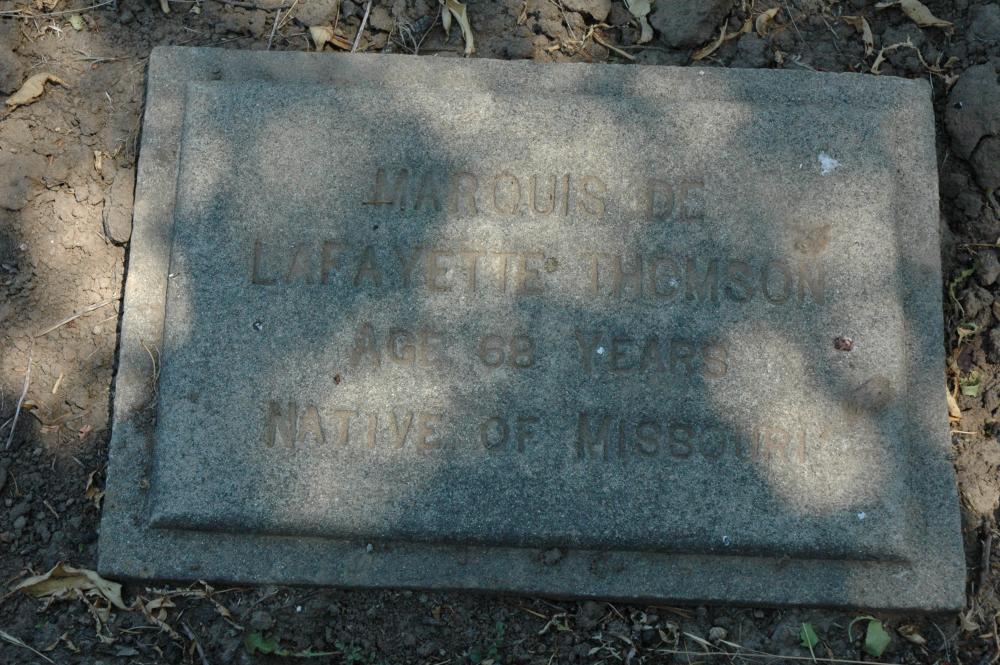 MARQUIS DE
LAFAYETTE THOMSON
AGE 68 YEARS
NATIVE OF MISSOURI